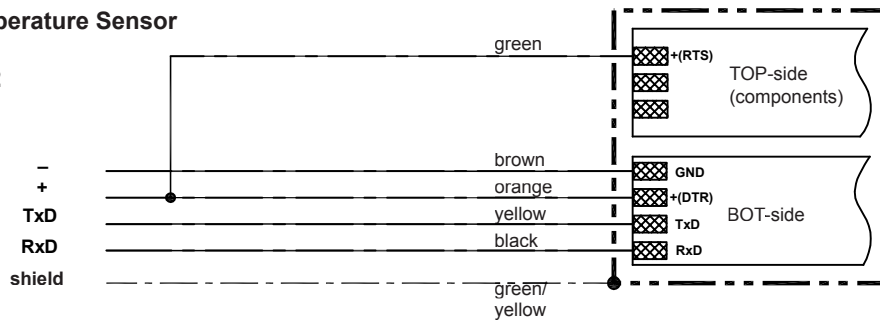 Temperature Sensor
green
+(RTS)
TOP-side
(components)
– brown GND
+ orange +(DTR)
BOT-side
TxD yellow TxD
RxD black RxD
shield
green/
yellow